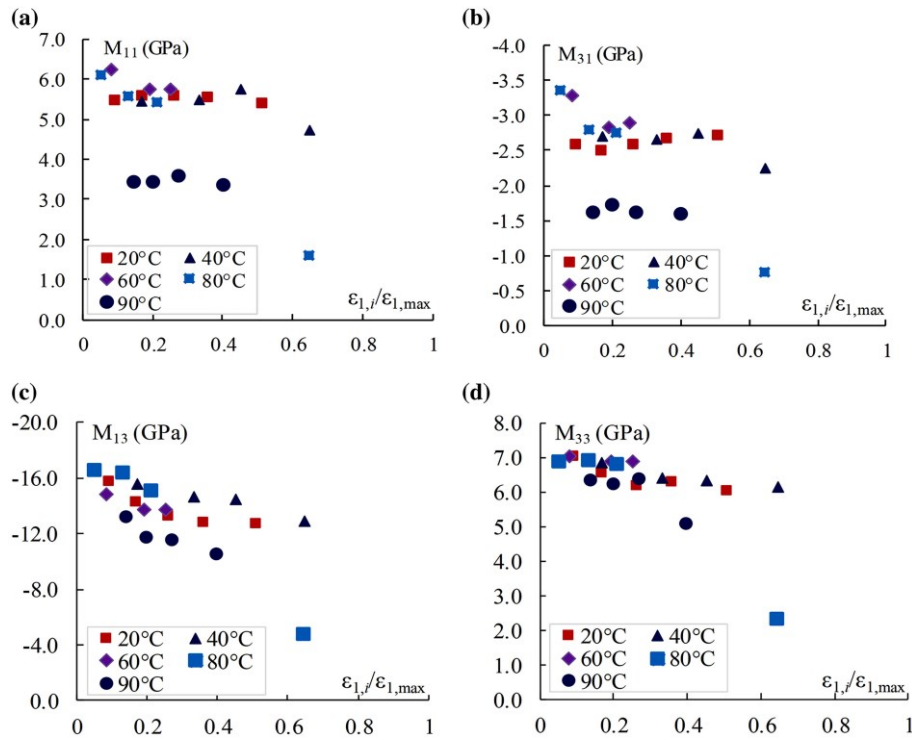 (a)
M₁₁ (GPa)
7.0
6.0
5.0
4.0
3.0
2.0
1.0
0.0
20°C 40°C
60°C 80°C
90°C
ε₁,ᵢ/ε₁,max
0 0.2 0.4 0.6 0.8 1
(b)
M₃₁ (GPa)
-4.0
-3.5
-3.0
-2.5
-2.0
-1.5
-1.0
-0.5
0.0
20°C 40°C
60°C 80°C
90°C
ε₁,ᵢ/ε₁,max
0 0.2 0.4 0.6 0.8 1
(c)
M₁₃ (GPa)
-20.0
-16.0
-12.0
-8.0
-4.0
0.0
20°C 40°C
60°C 80°C
90°C
ε₁,ᵢ/ε₁,max
0 0.2 0.4 0.6 0.8 1
(d)
M₃₃ (GPa)
8.0
7.0
6.0
5.0
4.0
3.0
2.0
1.0
0.0
20°C 40°C
60°C 80°C
90°C
ε₁,ᵢ/ε₁,max
0 0.2 0.4 0.6 0.8 1